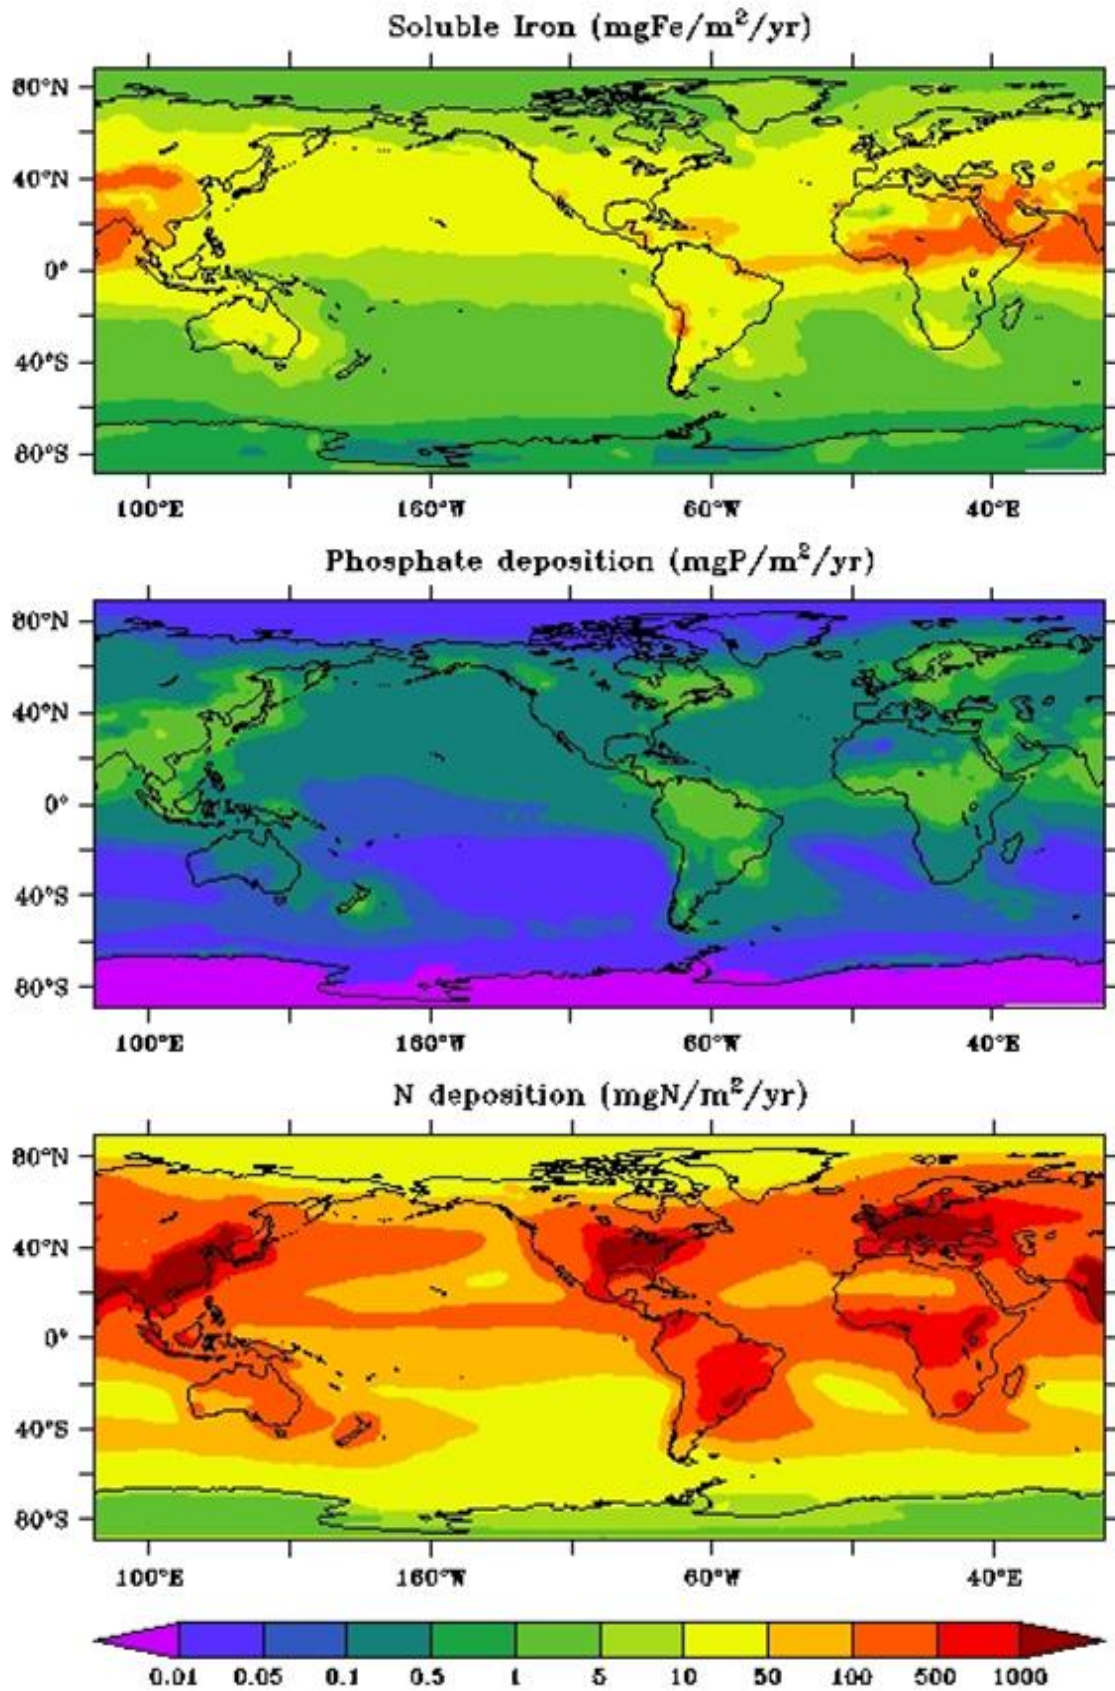 Soluble Iron (mgFe/m²/yr)
80°N
40°N
0°
40°S
80°S
100°E 160°W 60°W 40°E
Phosphate deposition (mgP/m²/yr)
80°N
40°N
0°
40°S
80°S
100°E 160°W 60°W 40°E
N deposition (mgN/m²/yr)
80°N
40°N
0°
40°S
80°S
100°E 160°W 60°W 40°E
0.01 0.05 0.1 0.5 1 5 10 50 100 500 1000